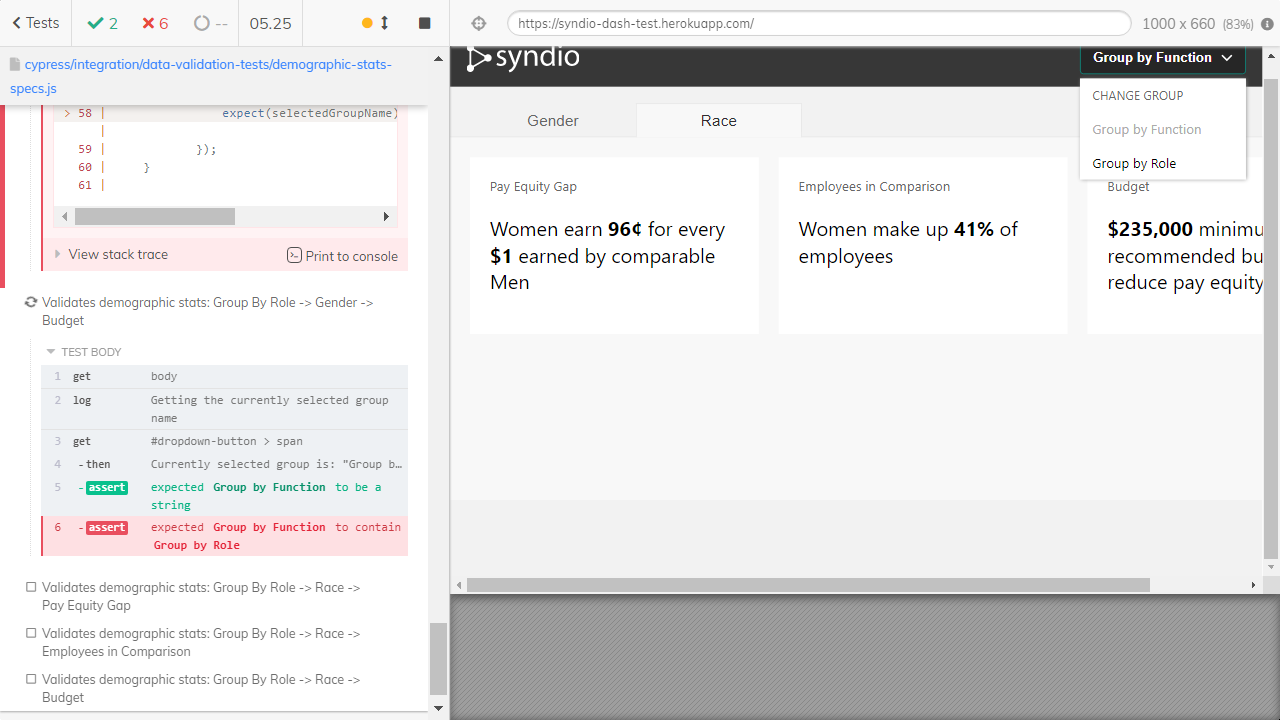 Tests
2
6
--
05.25
https://syndio-dash-test.herokuapp.com/
1000 x 660 (83%)
cypress/integration/data-validation-tests/demographic-stats-
specs.js
> 58 | expect(selectedGroupName)
|
59 | });
60 | }
61 |
View stack trace
Print to console
Validates demographic stats: Group By Role -> Gender ->
Budget
TEST BODY
1 get body
2 log Getting the currently selected group
name
3 get #dropdown-button > span
4 -then Currently selected group is: "Group b…
5 -assert expected Group by Function to be a
string
6 -assert expected Group by Function to contain
Group by Role
Validates demographic stats: Group By Role -> Race ->
Pay Equity Gap
Validates demographic stats: Group By Role -> Race ->
Employees in Comparison
Validates demographic stats: Group By Role -> Race ->
Budget
syndio
Group by Function
CHANGE GROUP
Group by Function
Group by Role
Gender
Race
Pay Equity Gap
Women earn 96¢ for every
$1 earned by comparable
Men
Employees in Comparison
Women make up 41% of
employees
Budget
$235,000 minimu
recommended bu
reduce pay equity